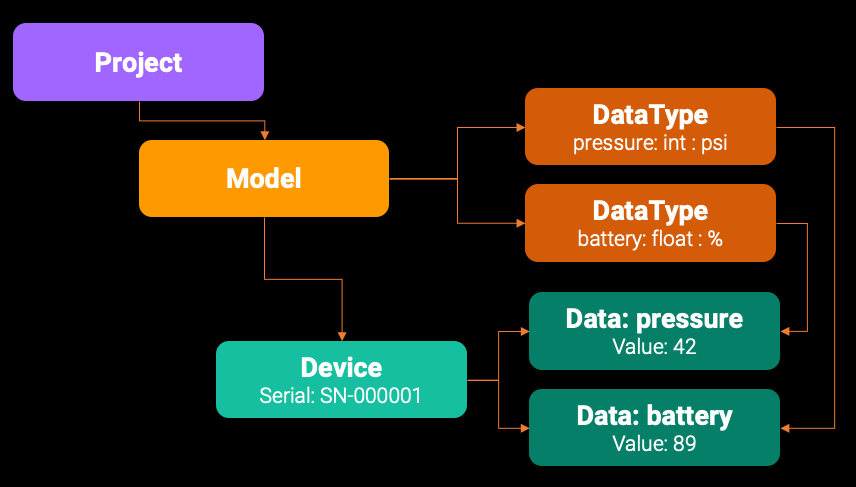 Project
Model
DataType
pressure: int : psi
DataType
battery: float : %
Device
Serial: SN-000001
Data: pressure
Value: 42
Data: battery
Value: 89